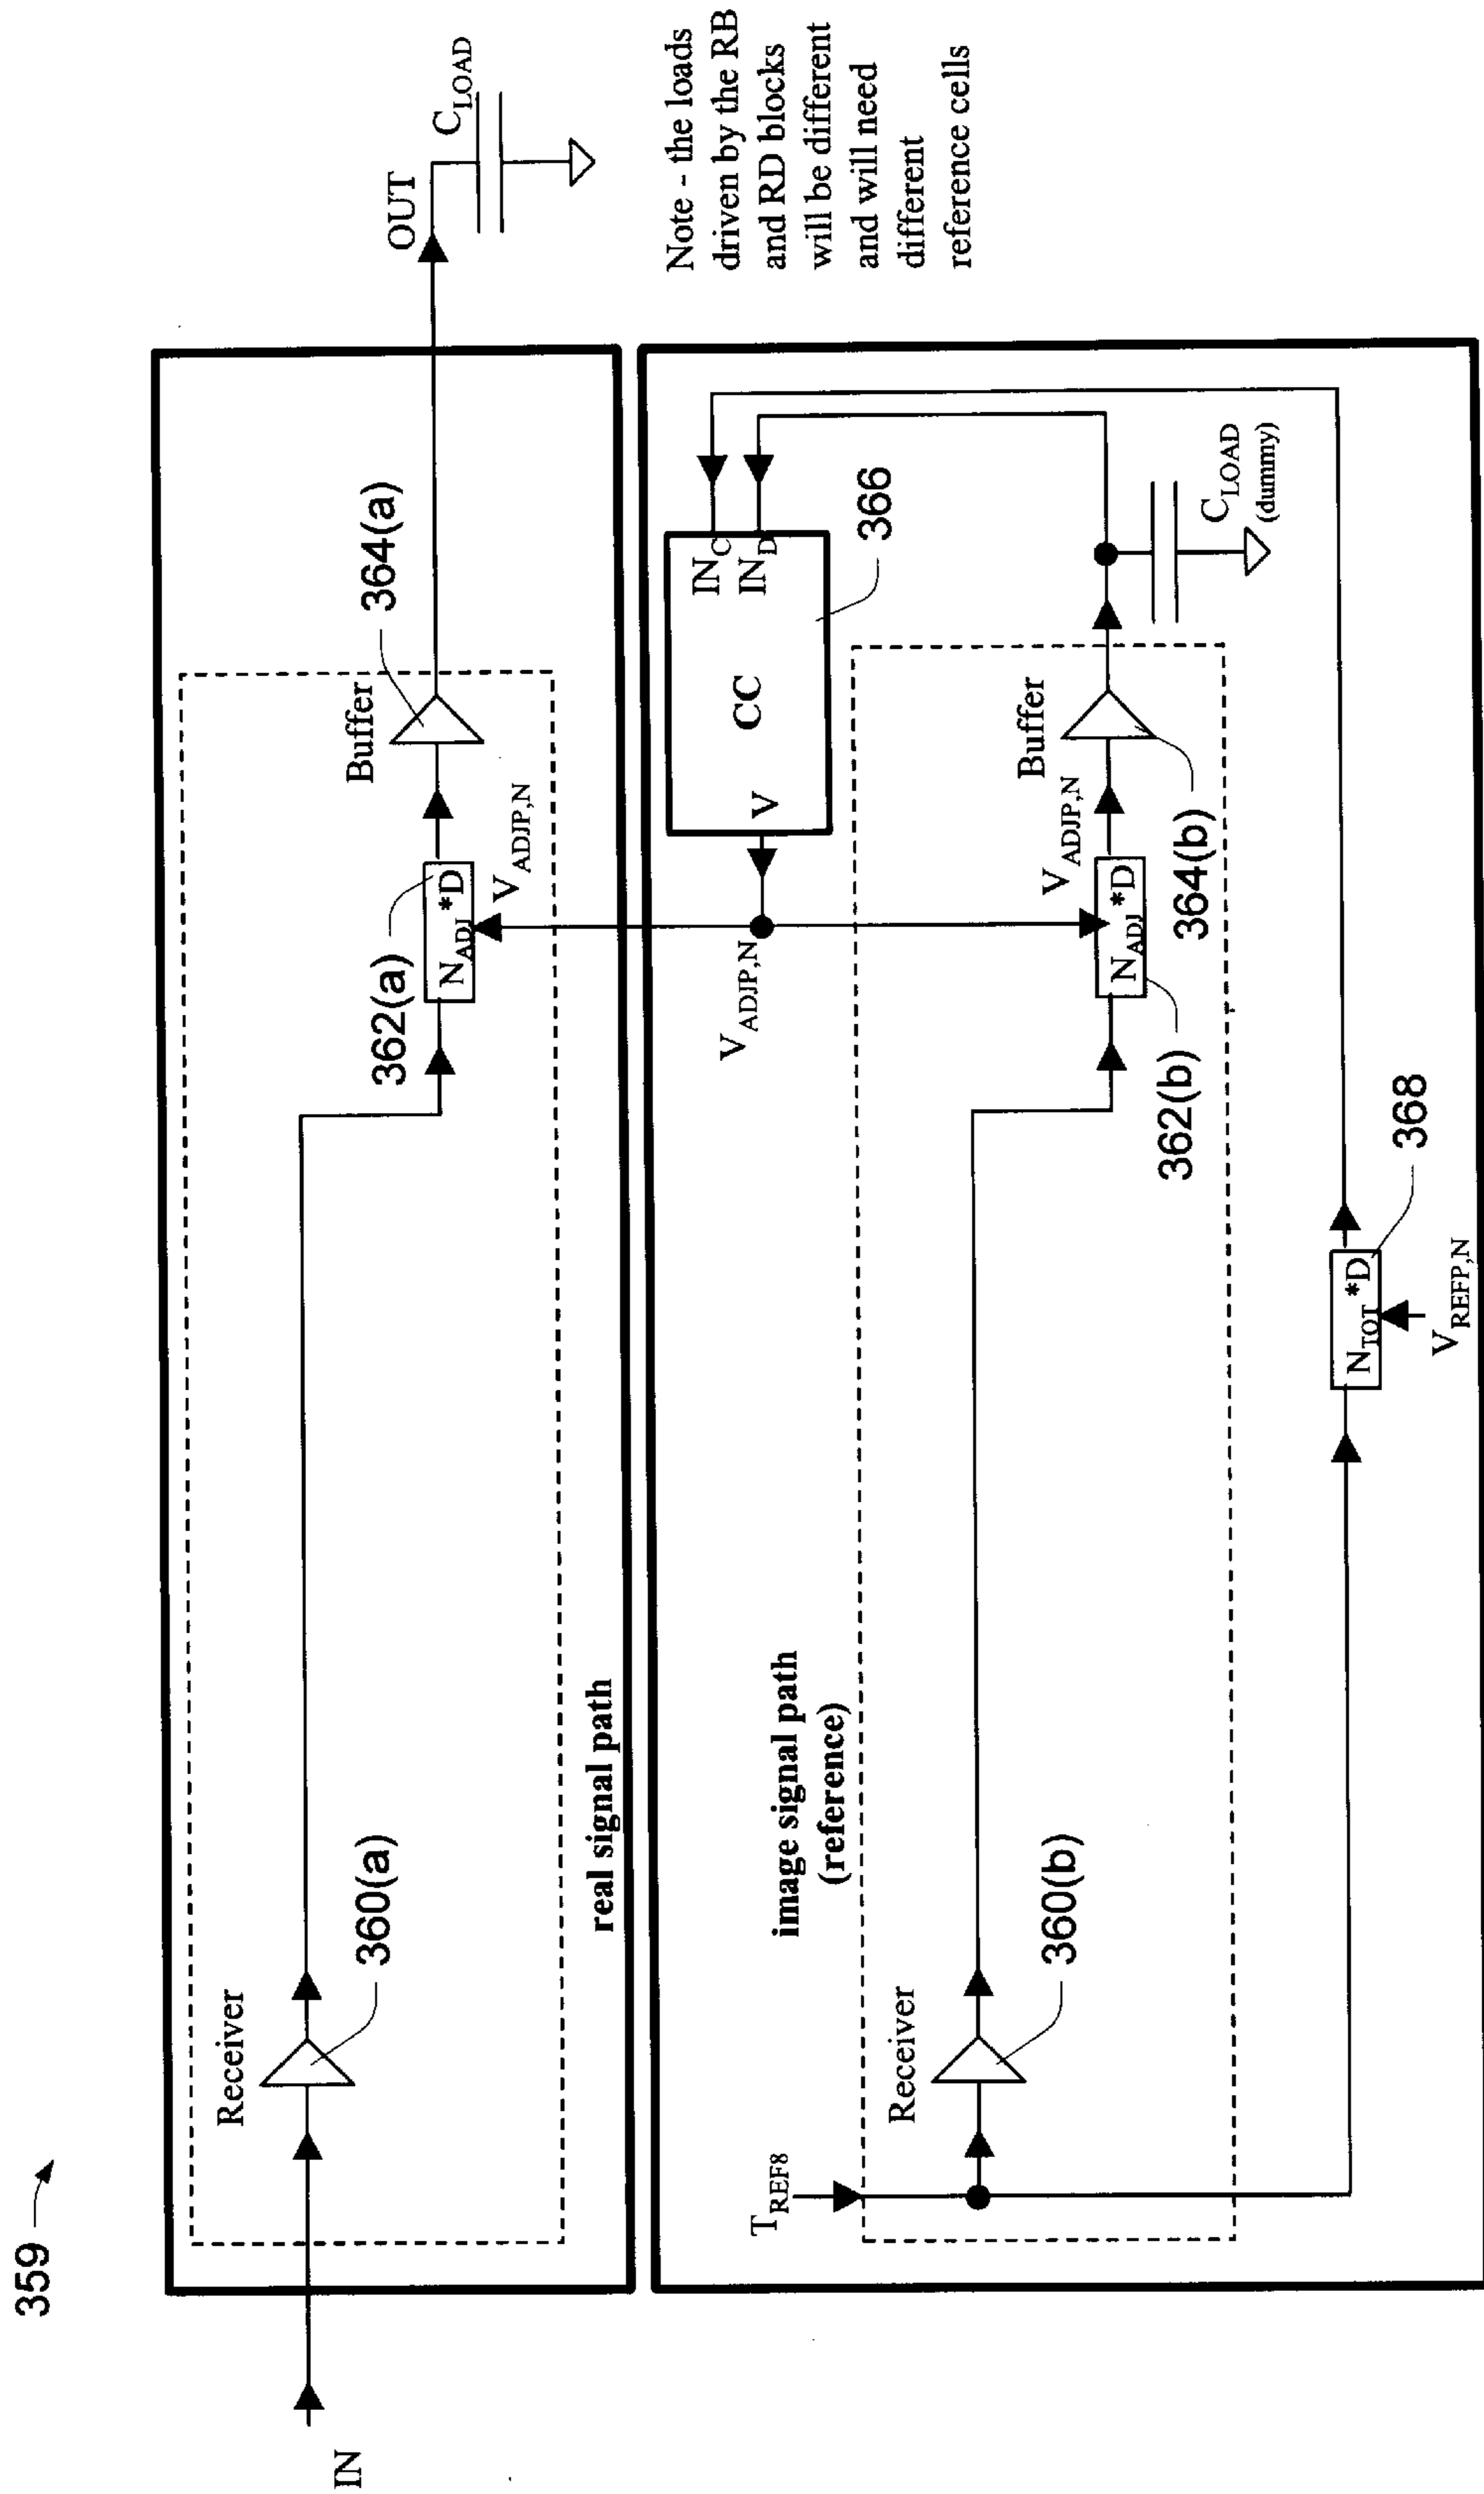 359
IN
Receiver
360(a)
362(a)
N_ADJ *D
V_ADJP,N
Buffer
364(a)
OUT
C_LOAD
real signal path
image signal path
(reference)
T_REF8
Receiver
360(b)
V_ADJP,N
362(b)
N_ADJ *D
V_ADJP,N
Buffer
364(b)
V
CC
IN_C
IN_D
366
C_LOAD
(dummy)
N_TOT *D
V_REFP,N
368
Note - the loads
driven by the RB
and RD blocks
will be different
and will need
different
reference cells